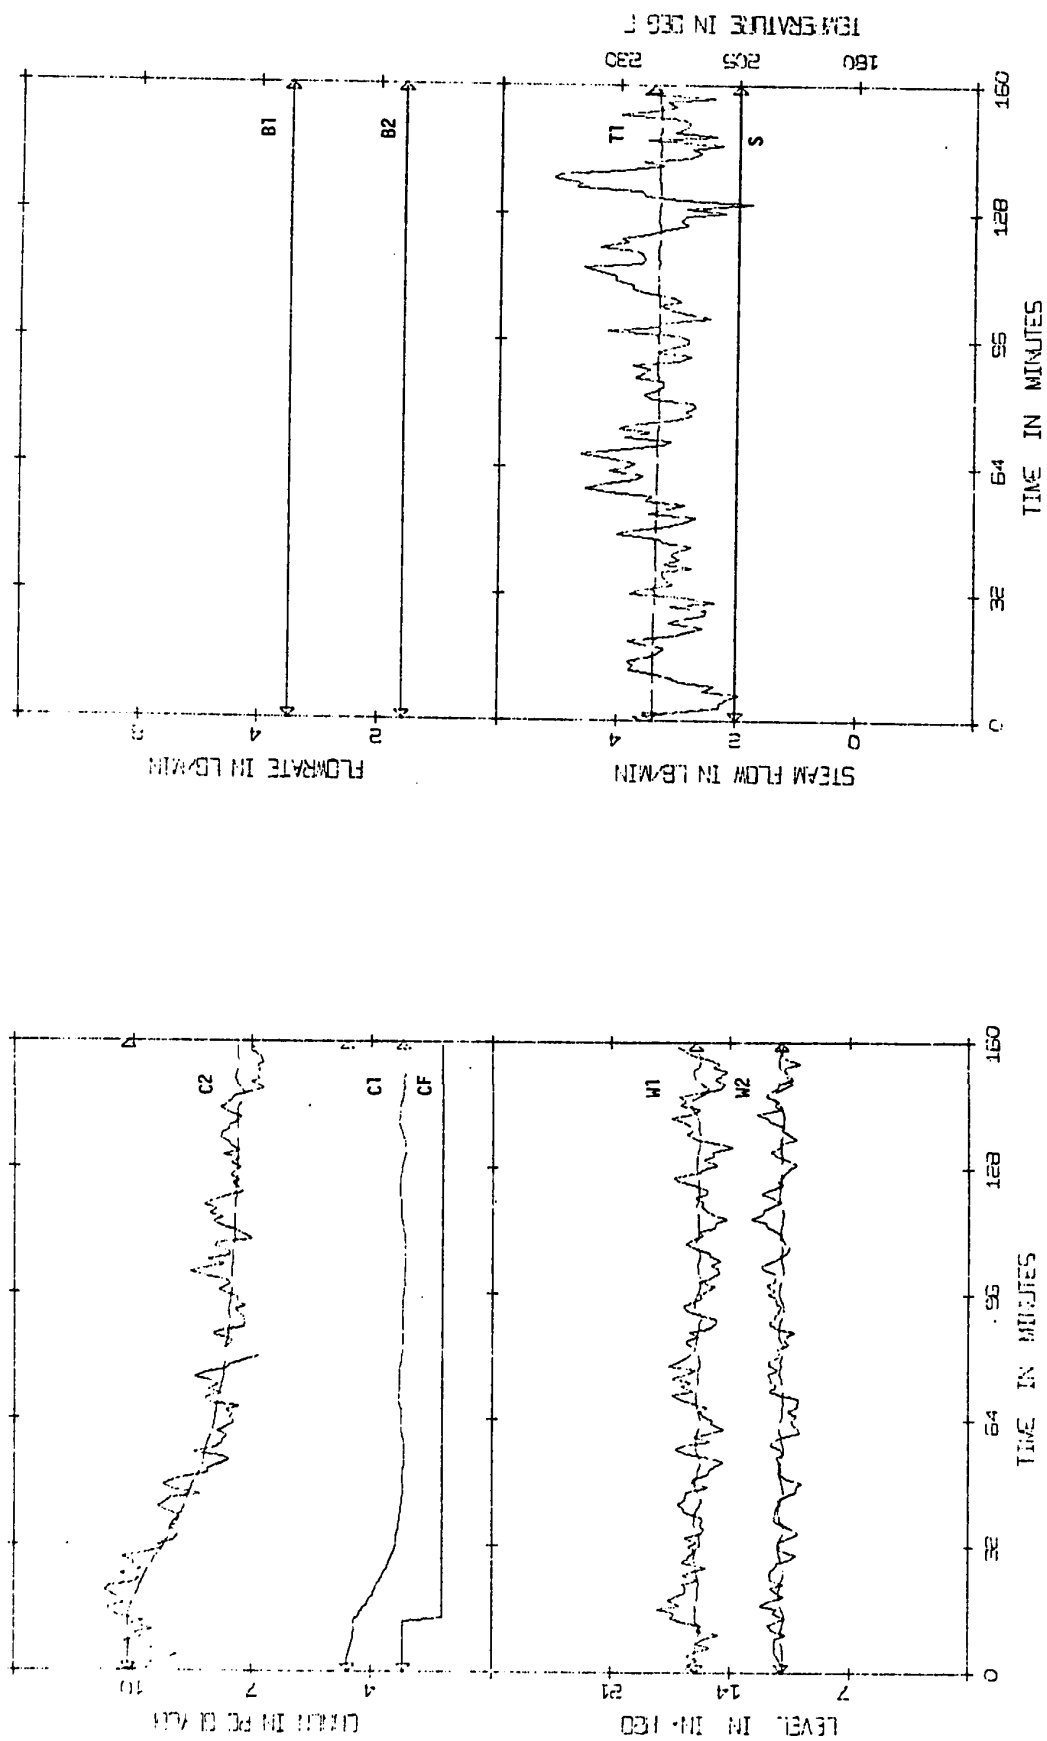 TEMPERATURE IN DEG F
230
205
180
B1
B2
T1
S
6
4
2
FLOWRATE IN LB/MIN
4
2
0
STEAM FLOW IN LB/MIN
0
32
64
96
128
160
TIME IN MINUTES
C2
C1
CF
W1
W2
10
7
4
IN
21
14
7
LEVEL IN IN. H2O
0
32
64
96
128
160
TIME IN MINUTES